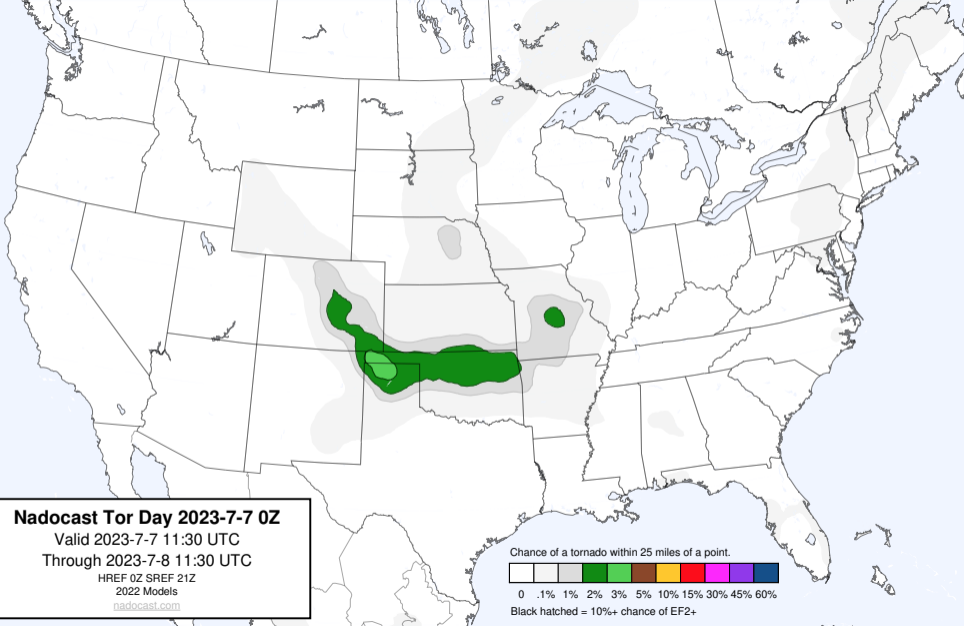 Nadocast Tor Day 2023-7-7 0Z
Valid 2023-7-7 11:30 UTC
Through 2023-7-8 11:30 UTC
HREF 0Z SREF 21Z
2022 Models
nadocast.com
Chance of a tornado within 25 miles of a point.
0 .1% 1% 2% 3% 5% 10% 15% 30% 45% 60%
Black hatched = 10%+ chance of EF2+